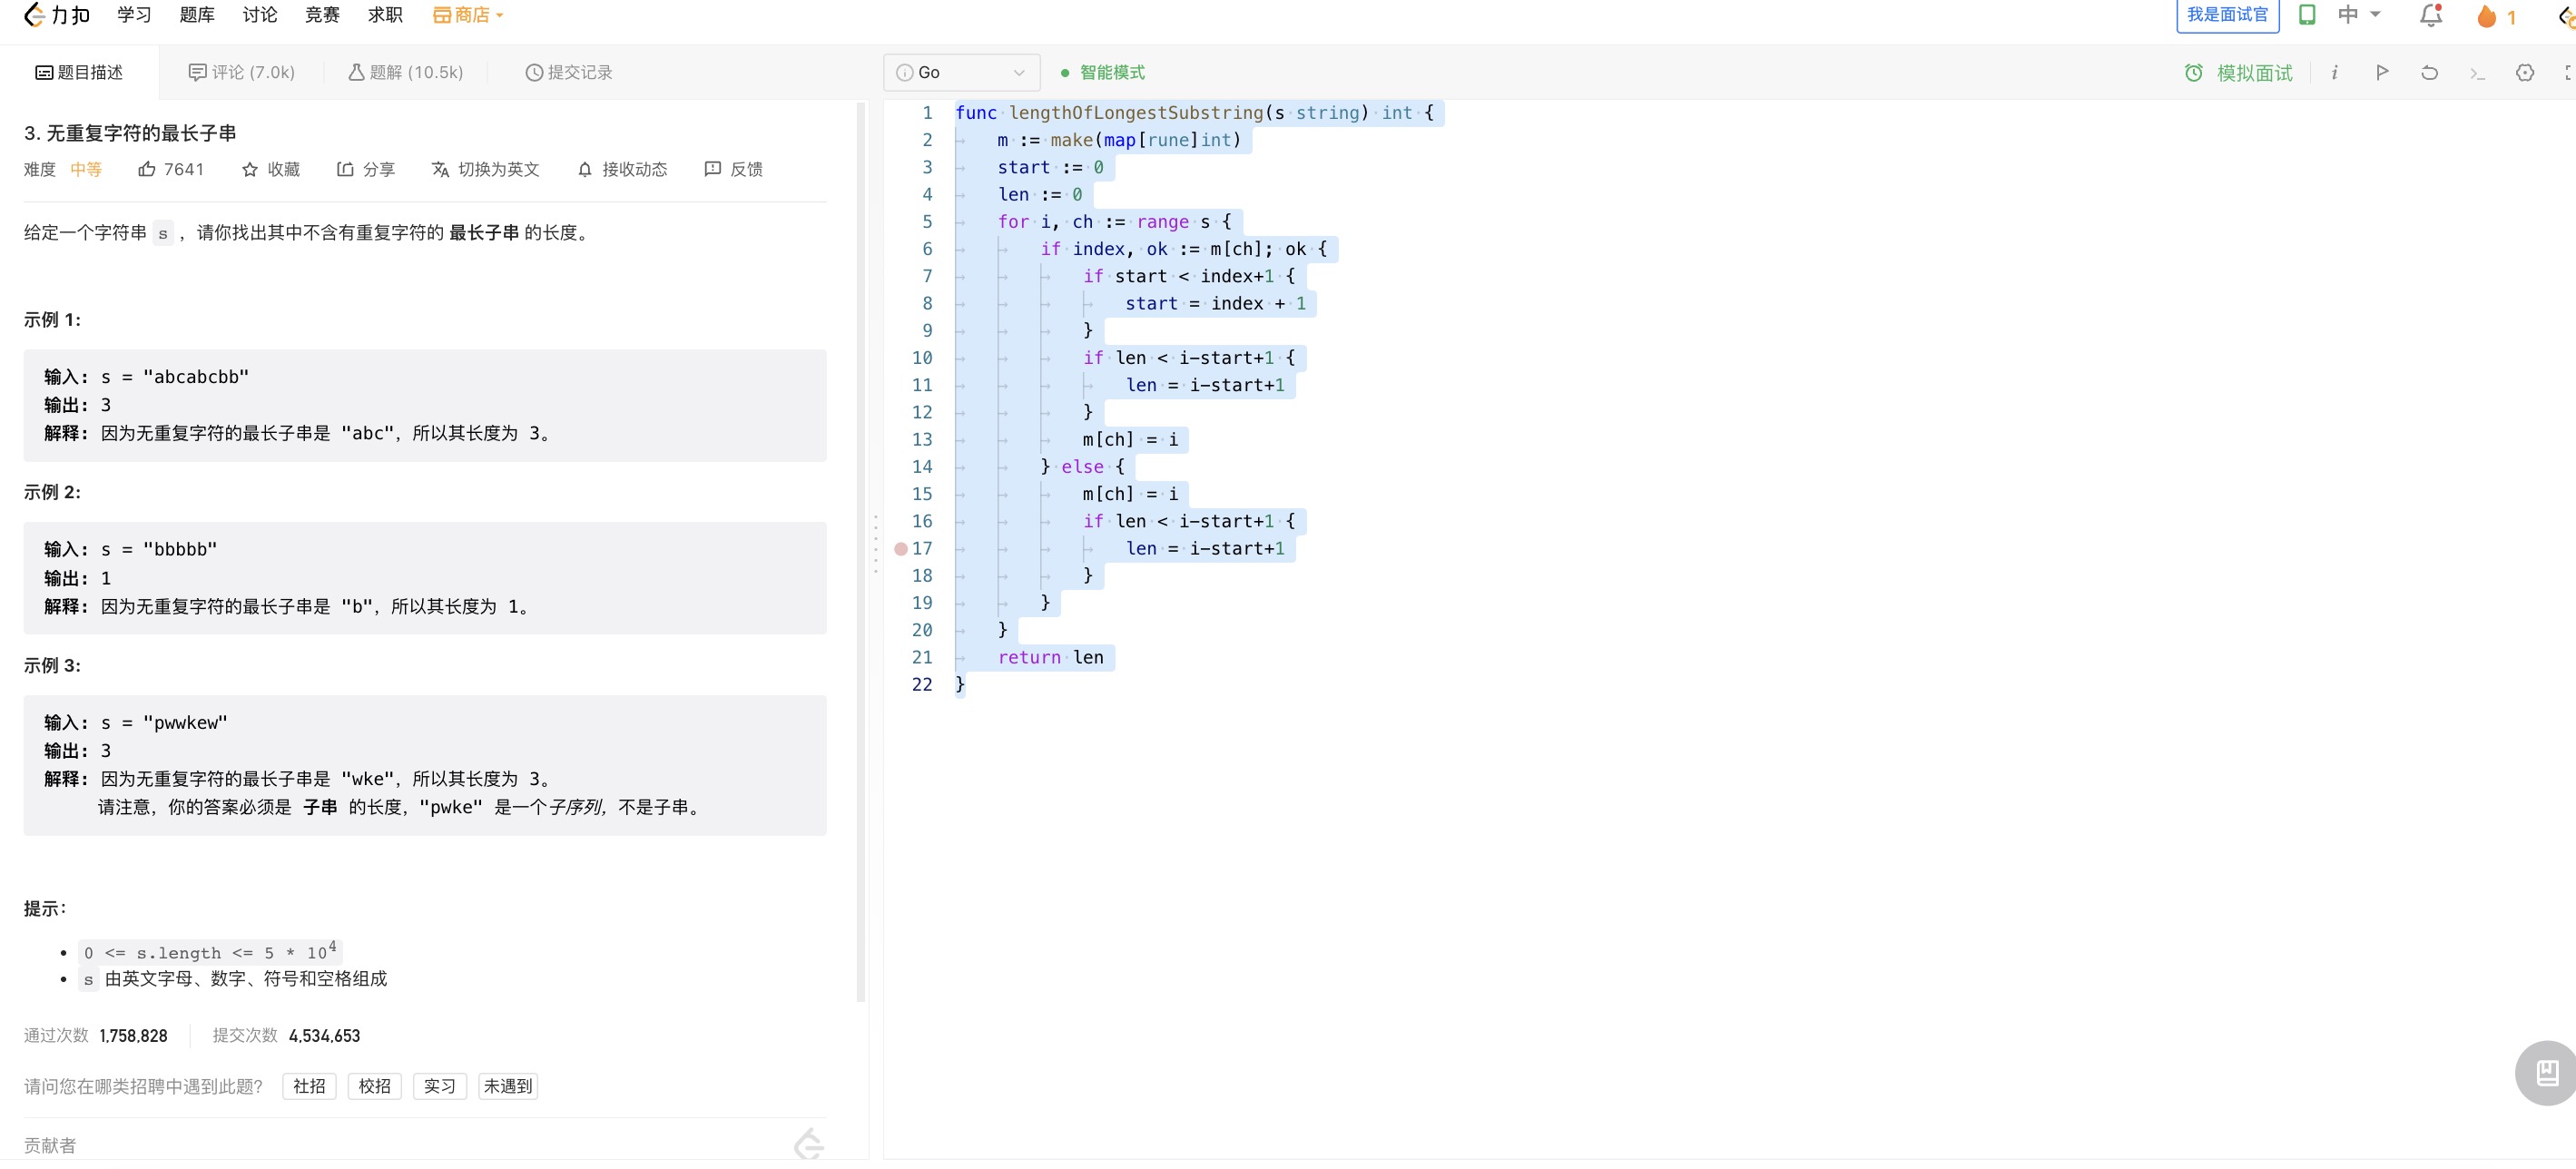 力扣 学习 题库 讨论 竞赛 求职 商店 我是面试官 中 1
题目描述 评论 (7.0k) 题解 (10.5k) 提交记录
3. 无重复字符的最长子串
难度 中等 7641 收藏 分享 切换为英文 接收动态 反馈
给定一个字符串 s ，请你找出其中不含有重复字符的 最长子串 的长度。
示例 1:
输入: s = "abcabcbb"
输出: 3
解释: 因为无重复字符的最长子串是 "abc"，所以其长度为 3。
示例 2:
输入: s = "bbbbb"
输出: 1
解释: 因为无重复字符的最长子串是 "b"，所以其长度为 1。
示例 3:
输入: s = "pwwkew"
输出: 3
解释: 因为无重复字符的最长子串是 "wke"，所以其长度为 3。
请注意，你的答案必须是 子串 的长度，"pwke" 是一个子序列，不是子串。
提示：
0 <= s.length <= 5 * 10⁴
s 由英文字母、数字、符号和空格组成
通过次数 1,758,828 提交次数 4,534,653
请问您在哪类招聘中遇到此题? 社招 校招 实习 未遇到
贡献者
Go 智能模式 模拟面试 i
1 func lengthOfLongestSubstring(s string) int {
2 m := make(map[rune]int)
3 start := 0
4 len := 0
5 for i, ch := range s {
6 if index, ok := m[ch]; ok {
7 if start < index+1 {
8 start = index + 1
9 }
10 if len < i-start+1 {
11 len = i-start+1
12 }
13 m[ch] = i
14 } else {
15 m[ch] = i
16 if len < i-start+1 {
17 len = i-start+1
18 }
19 }
20 }
21 return len
22 }